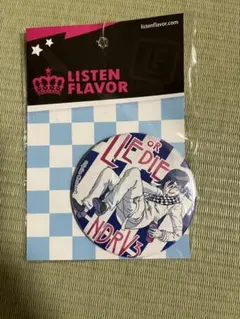 listenflavor.com
LISTEN
FLAVOR
OR
LIE DIE
NDRV3